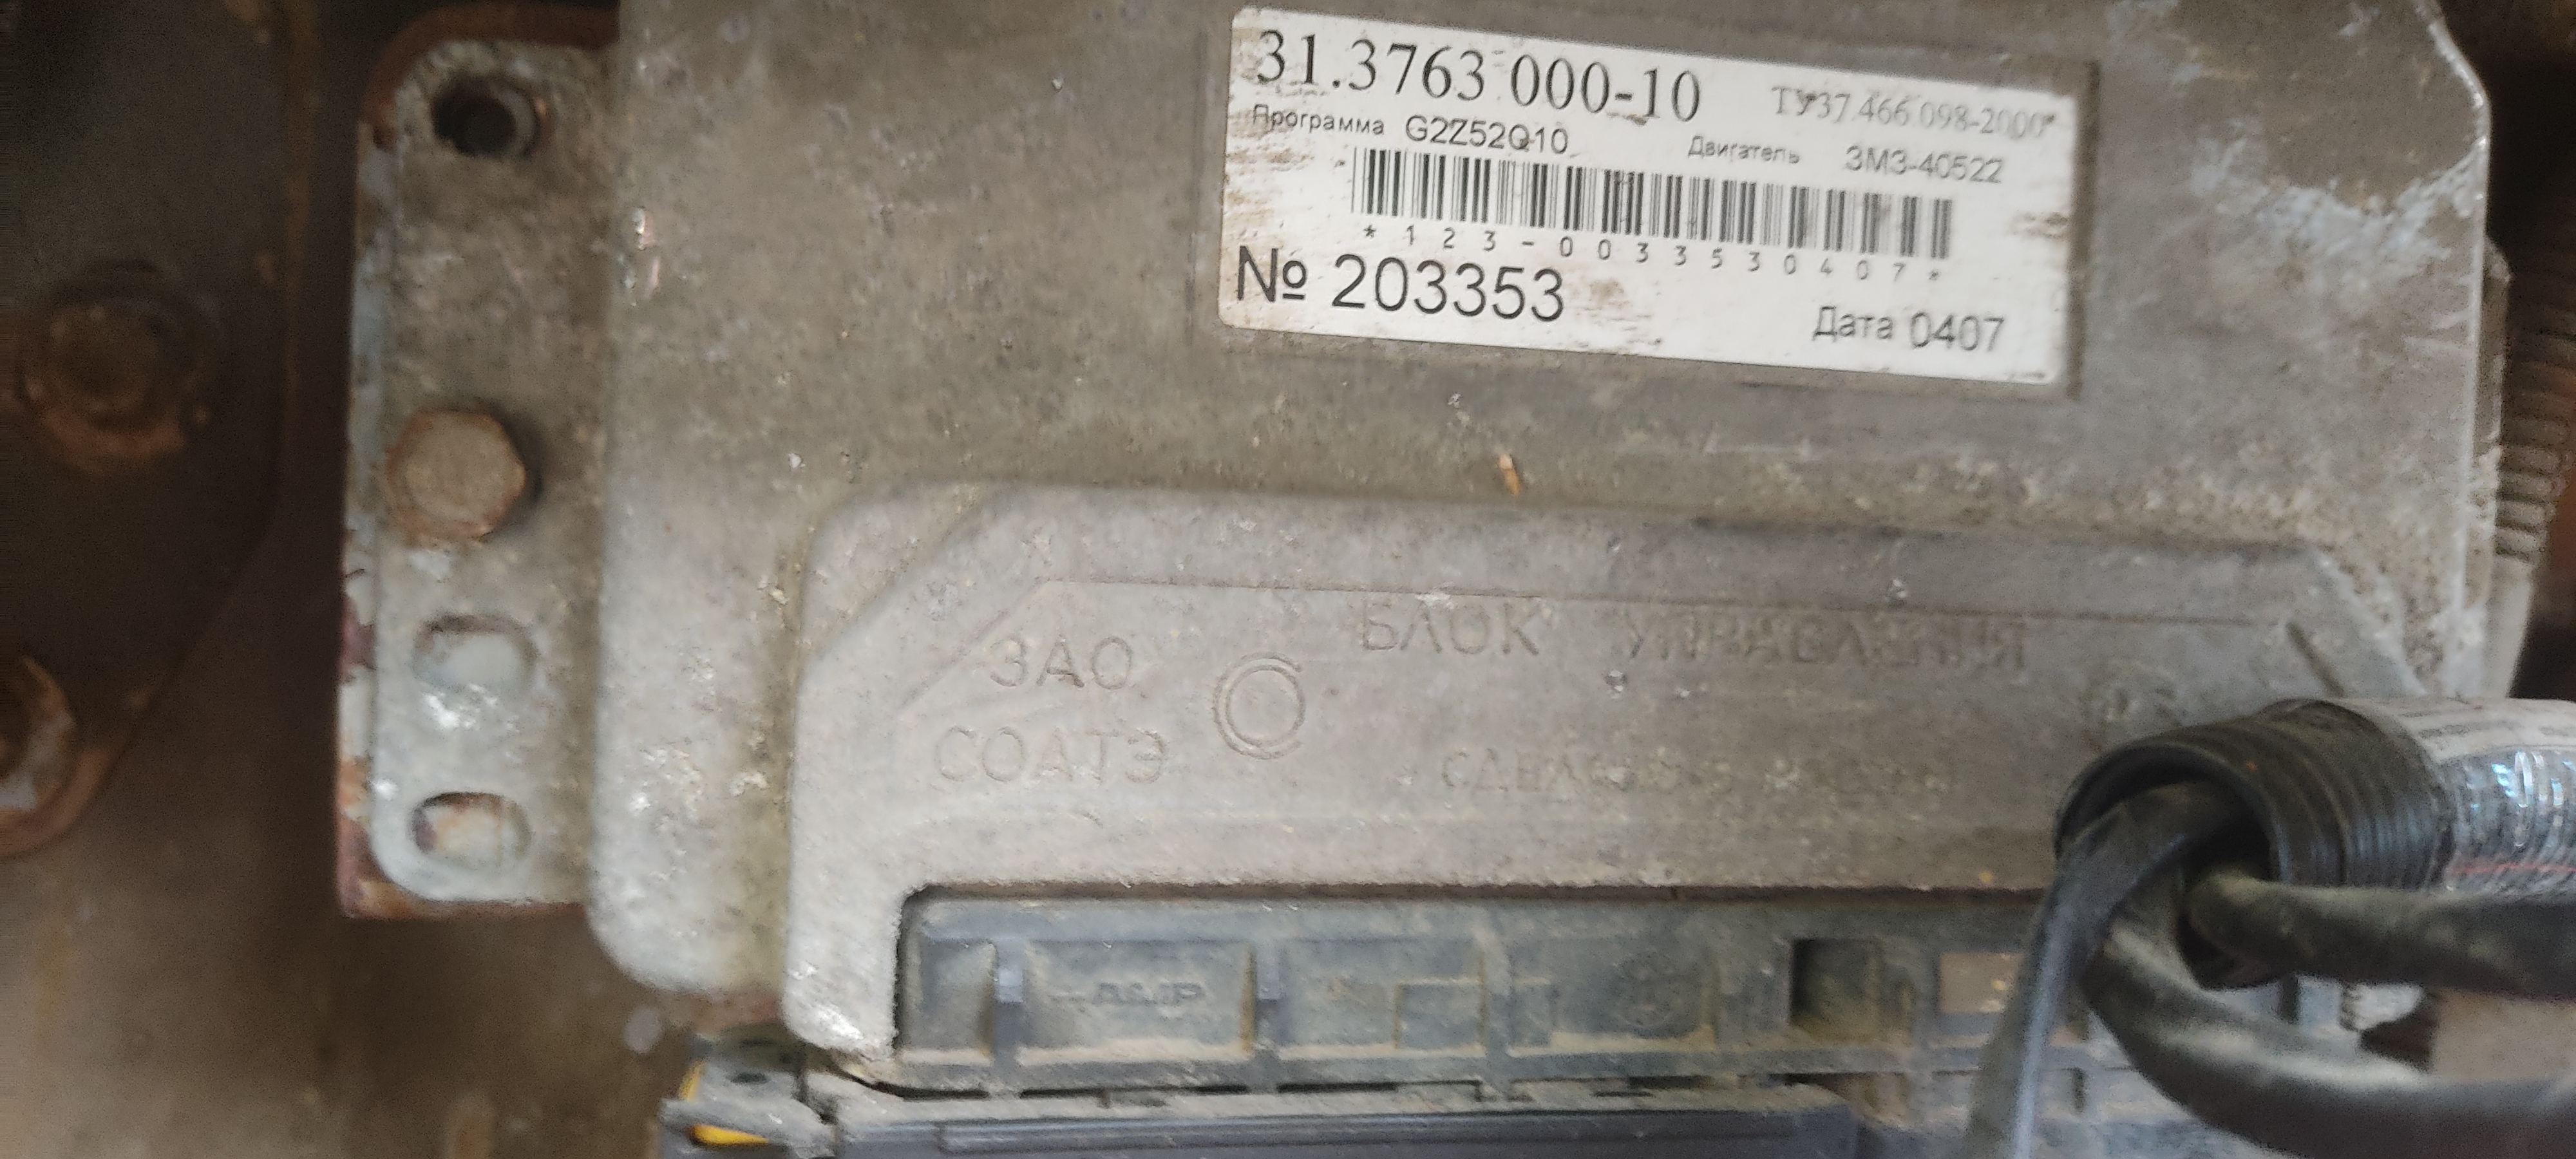 31.3763 000-10 ТУ37.466.098-2000
Программа G2Z52Q10 Двигатель ЗМЗ-40522
*123-0033530407*
№ 203353 Дата 0407
ЗАО
СОАТЭ
БЛОК УПРАВЛЕНИЯ
AMP